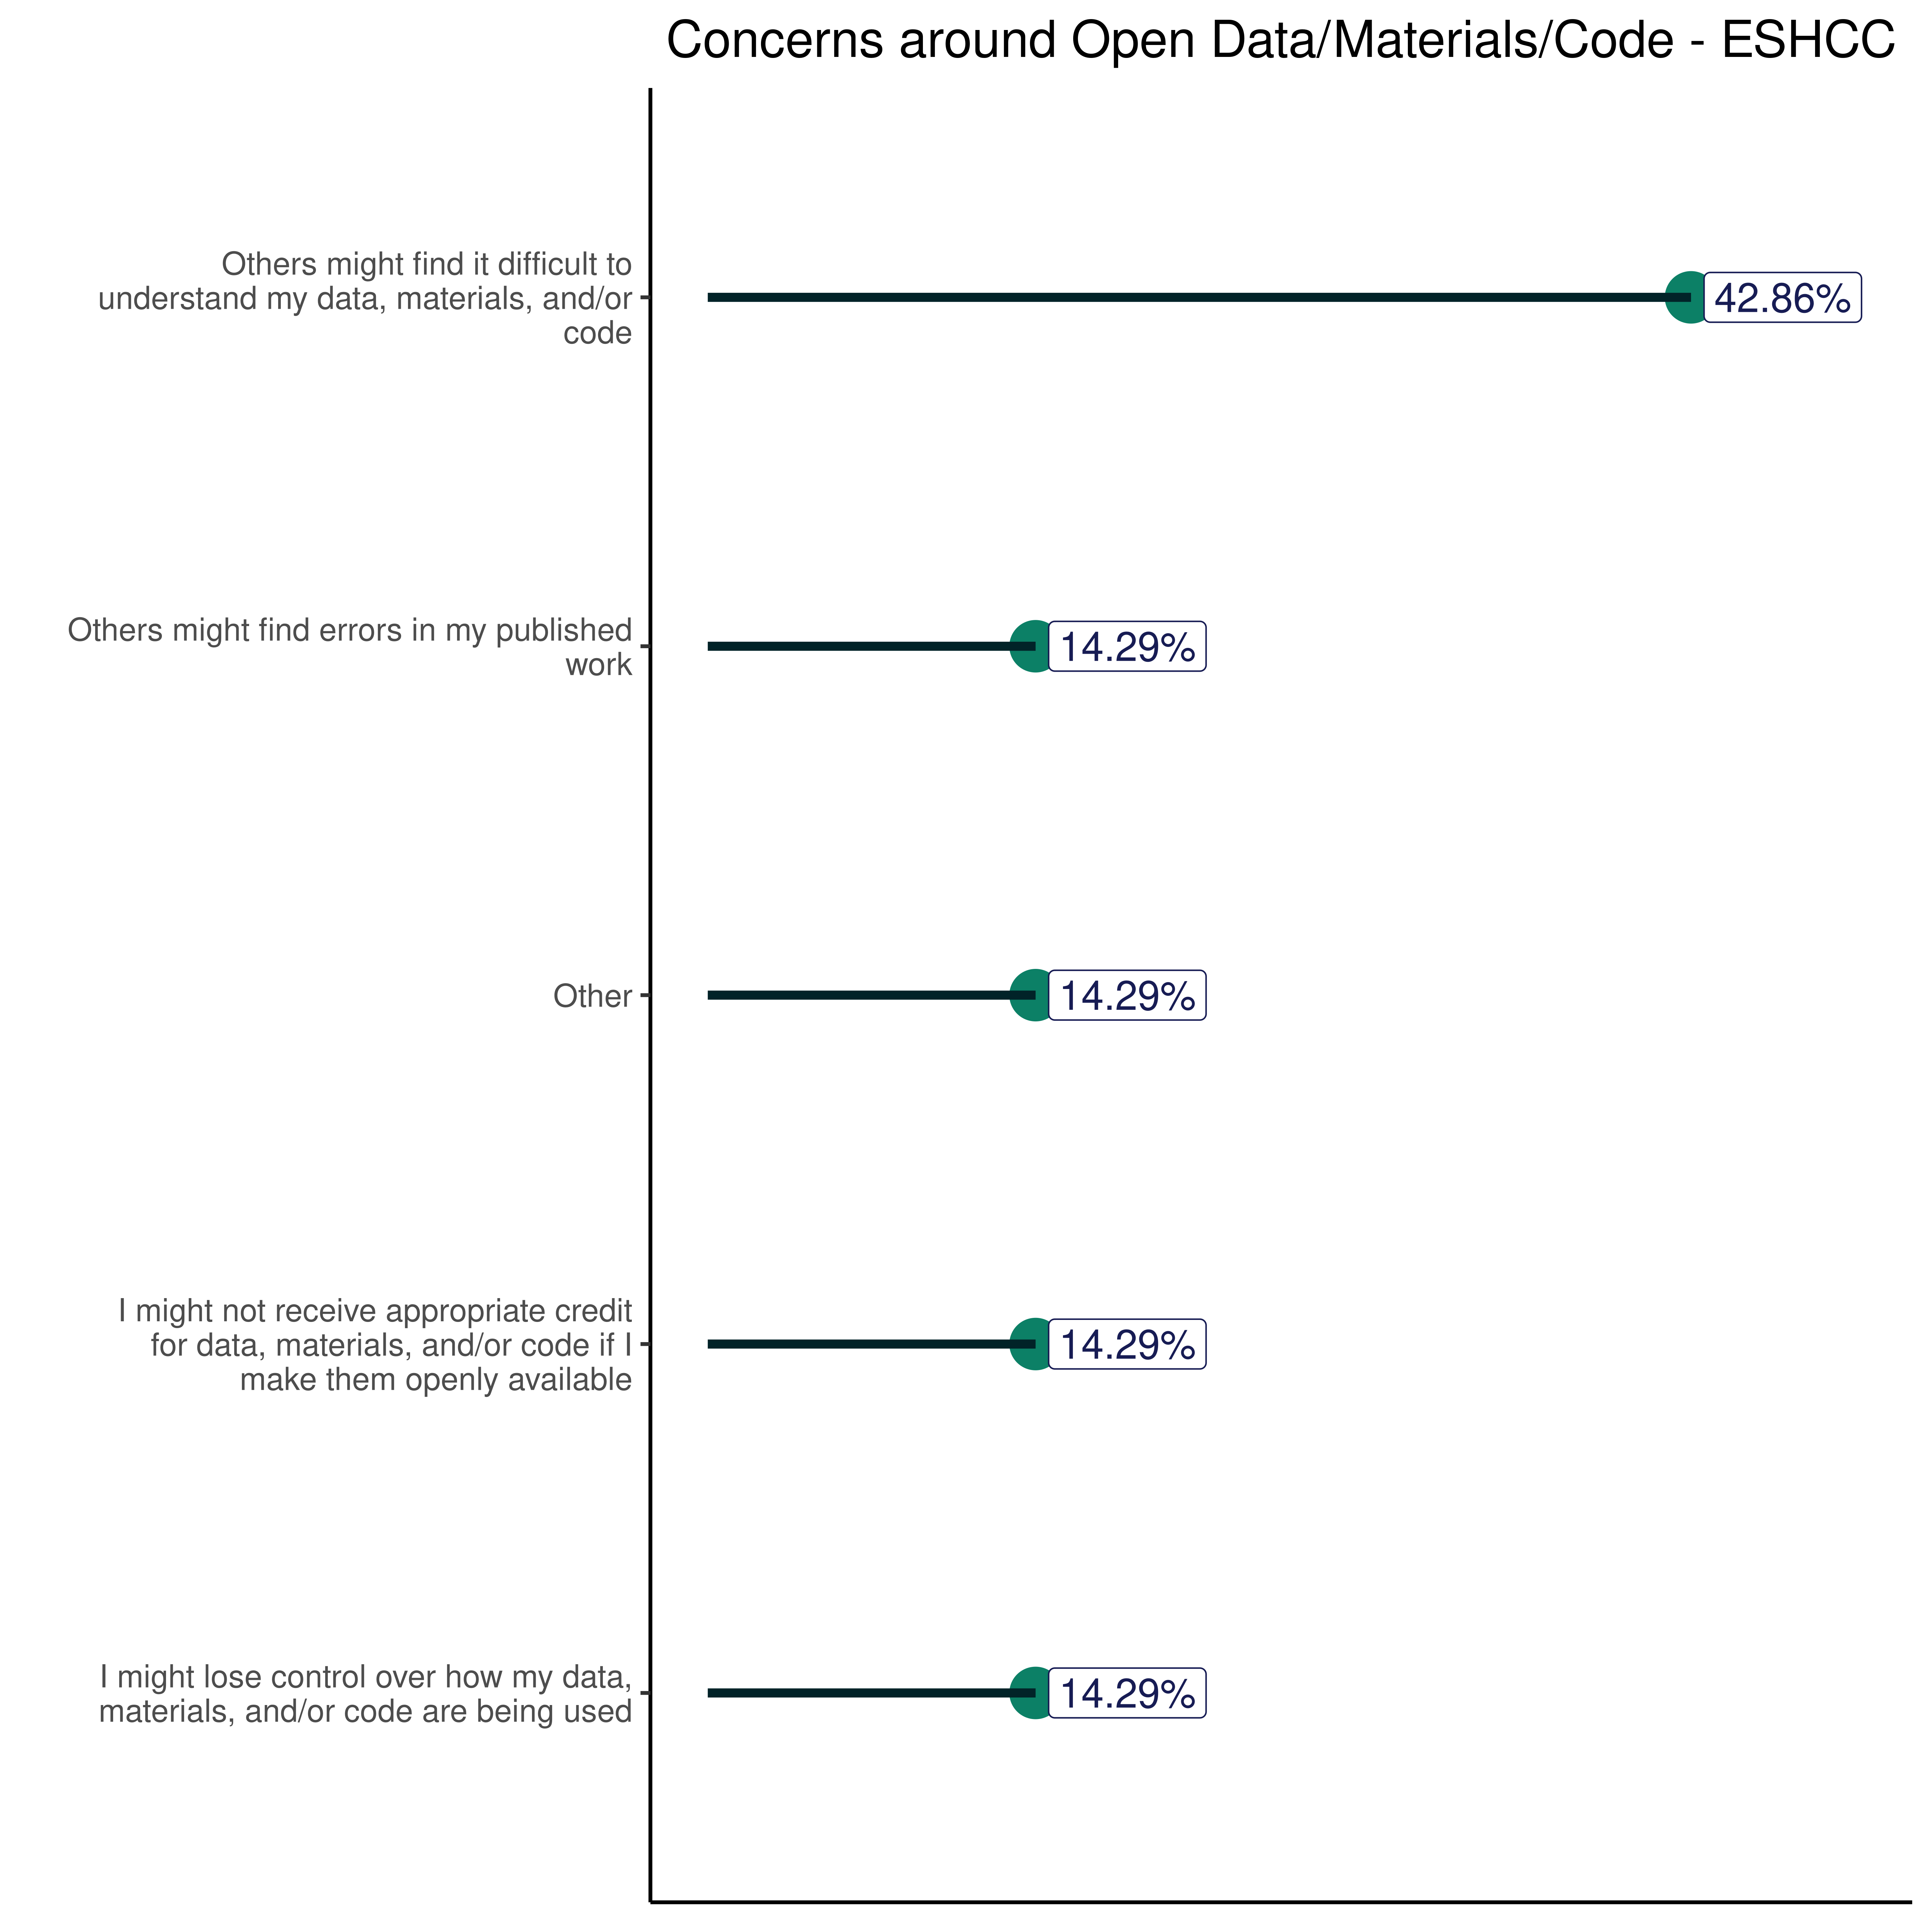 Concerns around Open Data/Materials/Code - ESHCC
Others might find it difficult to
understand my data, materials, and/or
code
42.86%
Others might find errors in my published
work
14.29%
Other
14.29%
I might not receive appropriate credit
for data, materials, and/or code if I
make them openly available
14.29%
I might lose control over how my data,
materials, and/or code are being used
14.29%